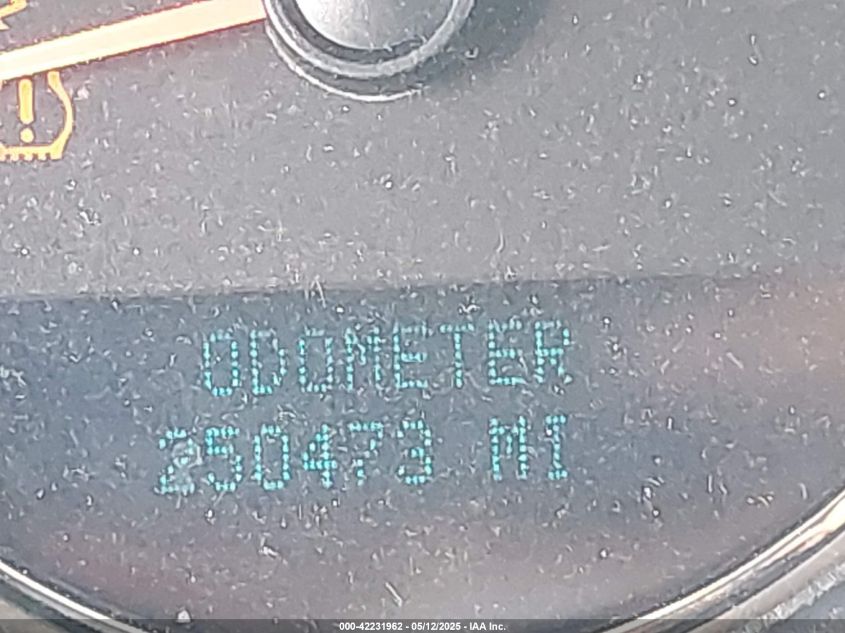 ODOMETER
250473 MI
000-42231962 - 05/12/2025 - IAA Inc.